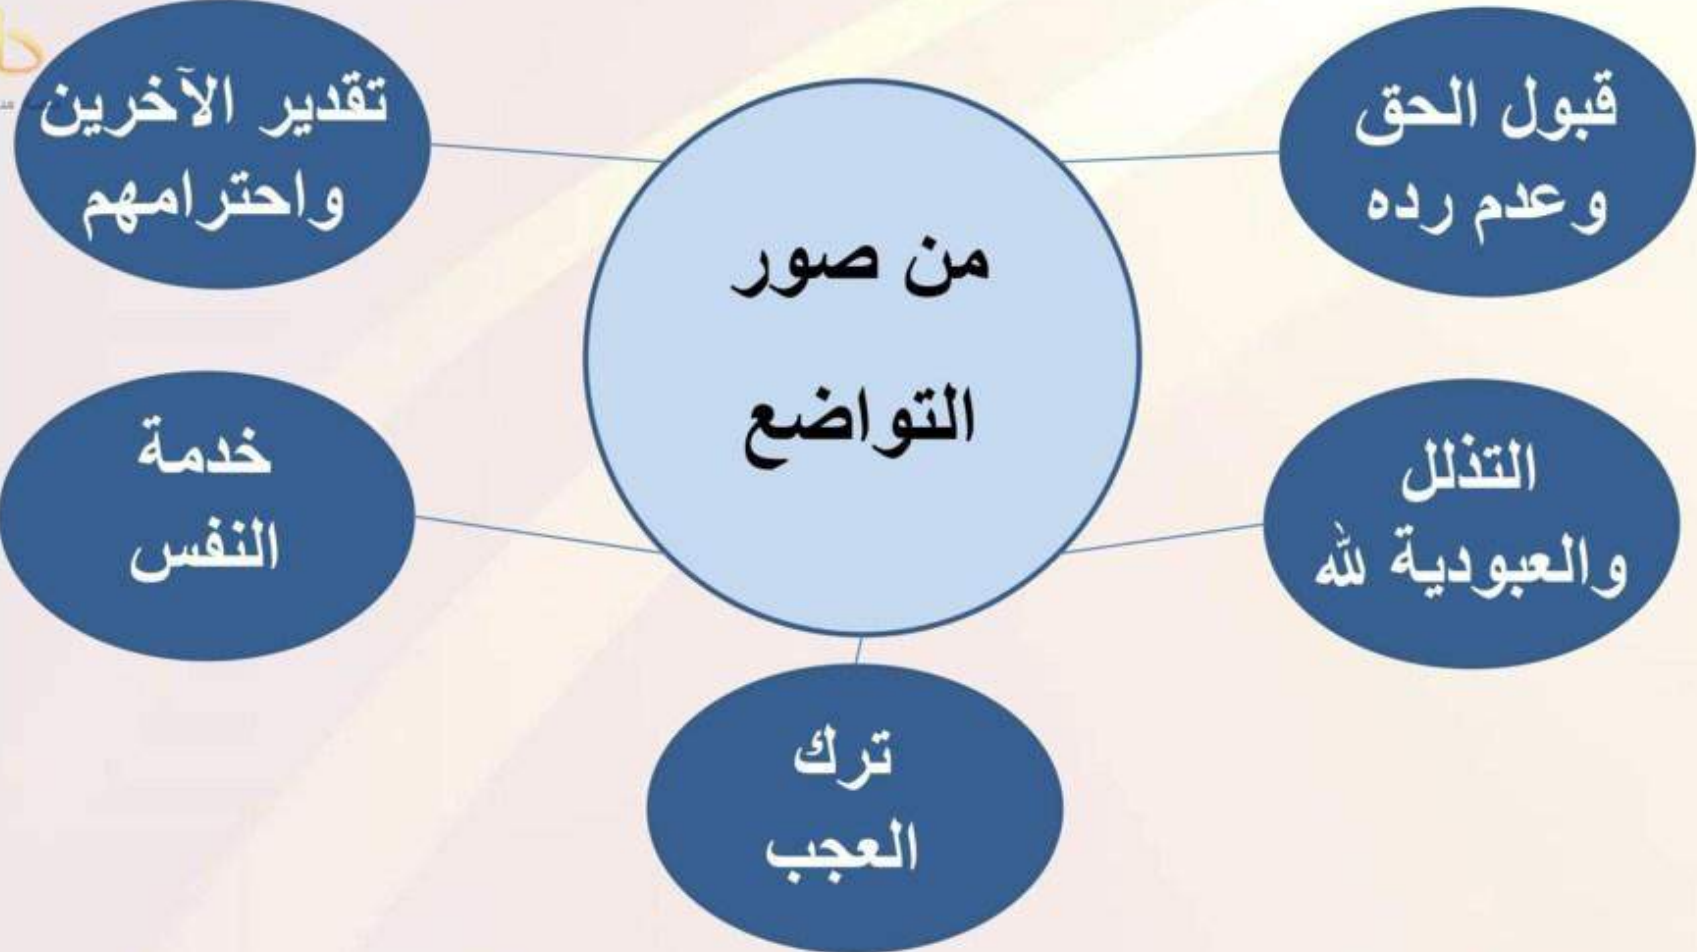 من صور
التواضع
قبول الحق
وعدم رده
التذلل
والعبودية لله
ترك
العجب
خدمة
النفس
تقدير الآخرين
واحترامهم